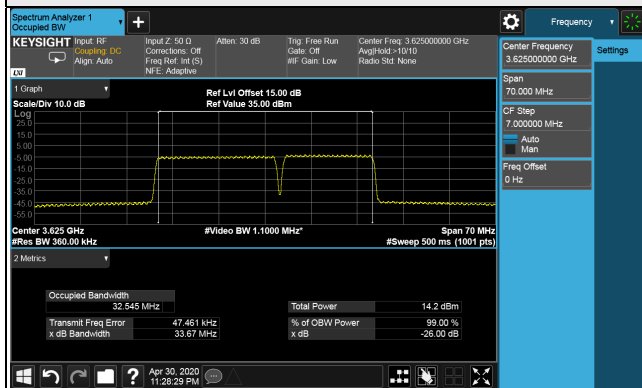 Spectrum Analyzer 1
Occupied BW
+
Frequency
KEYSIGHT
Input: RF
Coupling: DC
Align: Auto
Input Z: 50 Ω
Corrections: Off
Freq Ref: Int (S)
NFE: Adaptive
Atten: 30 dB
Trig: Free Run
Gate: Off
#IF Gain: Low
Center Freq: 3.625000000 GHz
Avg|Hold:>10/10
Radio Std: None
LXI
Center Frequency
3.625000000 GHz
Settings
Span
70.000 MHz
CF Step
7.000000 MHz
Auto
Man
Freq Offset
0 Hz
1 Graph
Scale/Div 10.0 dB
Ref Lvl Offset 15.00 dB
Ref Value 35.00 dBm
Log
25.0
15.0
5.00
-5.00
-15.0
-25.0
-35.0
-45.0
-55.0
Center 3.625 GHz
#Res BW 360.00 kHz
#Video BW 1.1000 MHz*
Span 70 MHz
#Sweep 500 ms (1001 pts)
2 Metrics
Occupied Bandwidth
32.545 MHz
Total Power 14.2 dBm
Transmit Freq Error 47.461 kHz
% of OBW Power 99.00 %
x dB Bandwidth 33.67 MHz
x dB -26.00 dB
?
Apr 30, 2020
11:28:29 PM